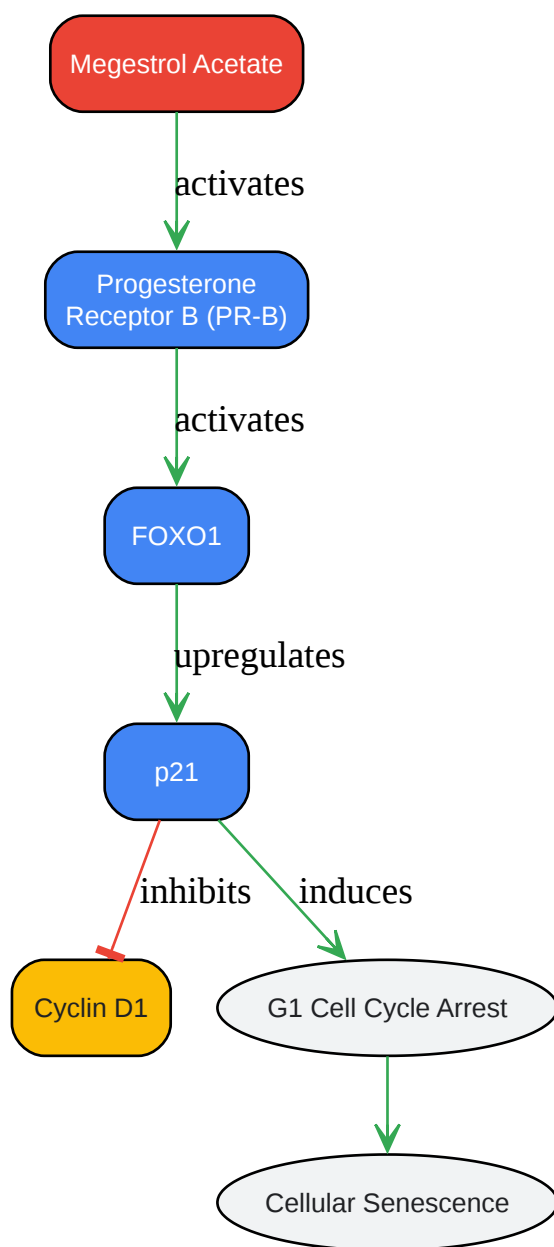 Megestrol Acetate
activates
Progesterone
Receptor B (PR-B)
activates
FOXO1
upregulates
p21
inhibits
induces
Cyclin D1
G1 Cell Cycle Arrest
Cellular Senescence